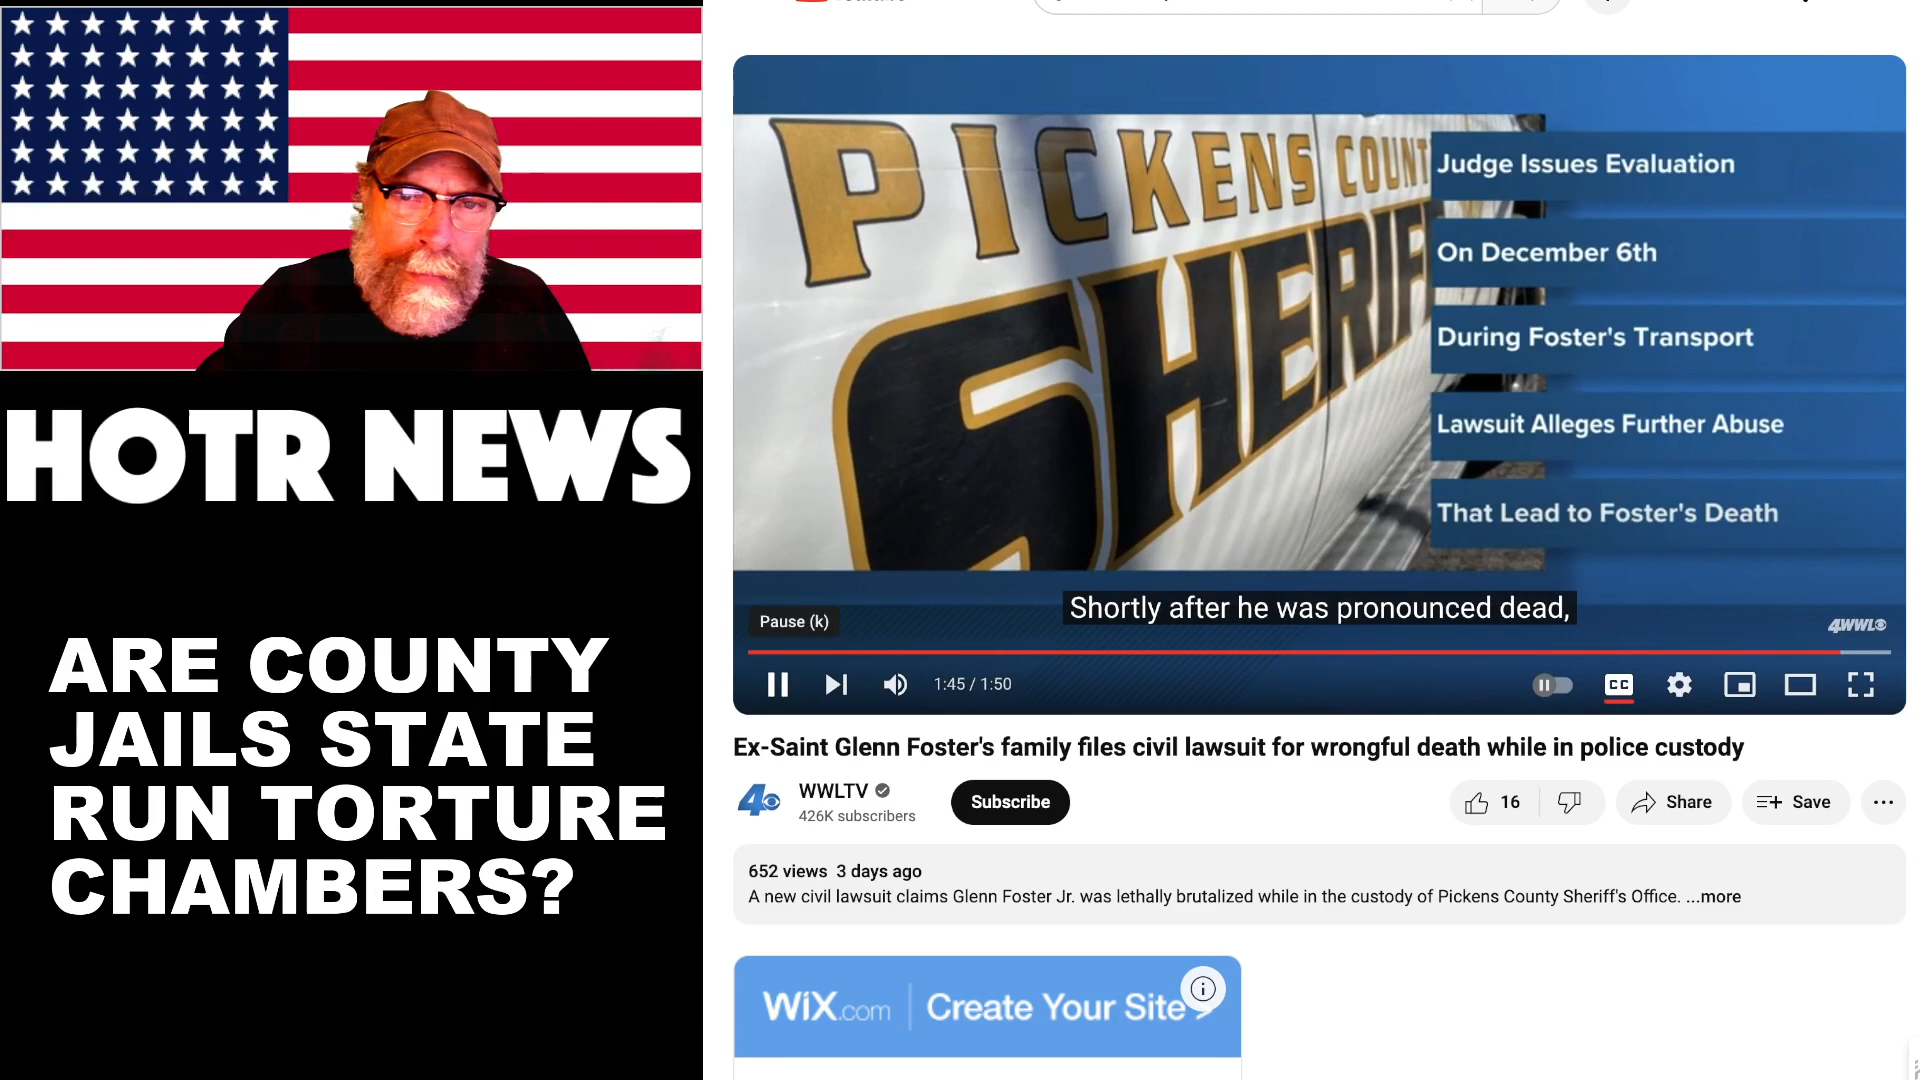 HOTR NEWS
ARE COUNTY
JAILS STATE
RUN TORTURE
CHAMBERS?
PICKENS COUNT
SHERIF
Judge Issues Evaluation
On December 6th
During Foster's Transport
Lawsuit Alleges Further Abuse
That Lead to Foster's Death
Shortly after he was pronounced dead,
Pause (k)
4WWL
1:45 / 1:50
CC
Ex-Saint Glenn Foster's family files civil lawsuit for wrongful death while in police custody
4
WWLTV
426K subscribers
Subscribe
16
Share
Save
652 views 3 days ago
A new civil lawsuit claims Glenn Foster Jr. was lethally brutalized while in the custody of Pickens County Sheriff's Office. ...more
WiX.com
Create Your Site